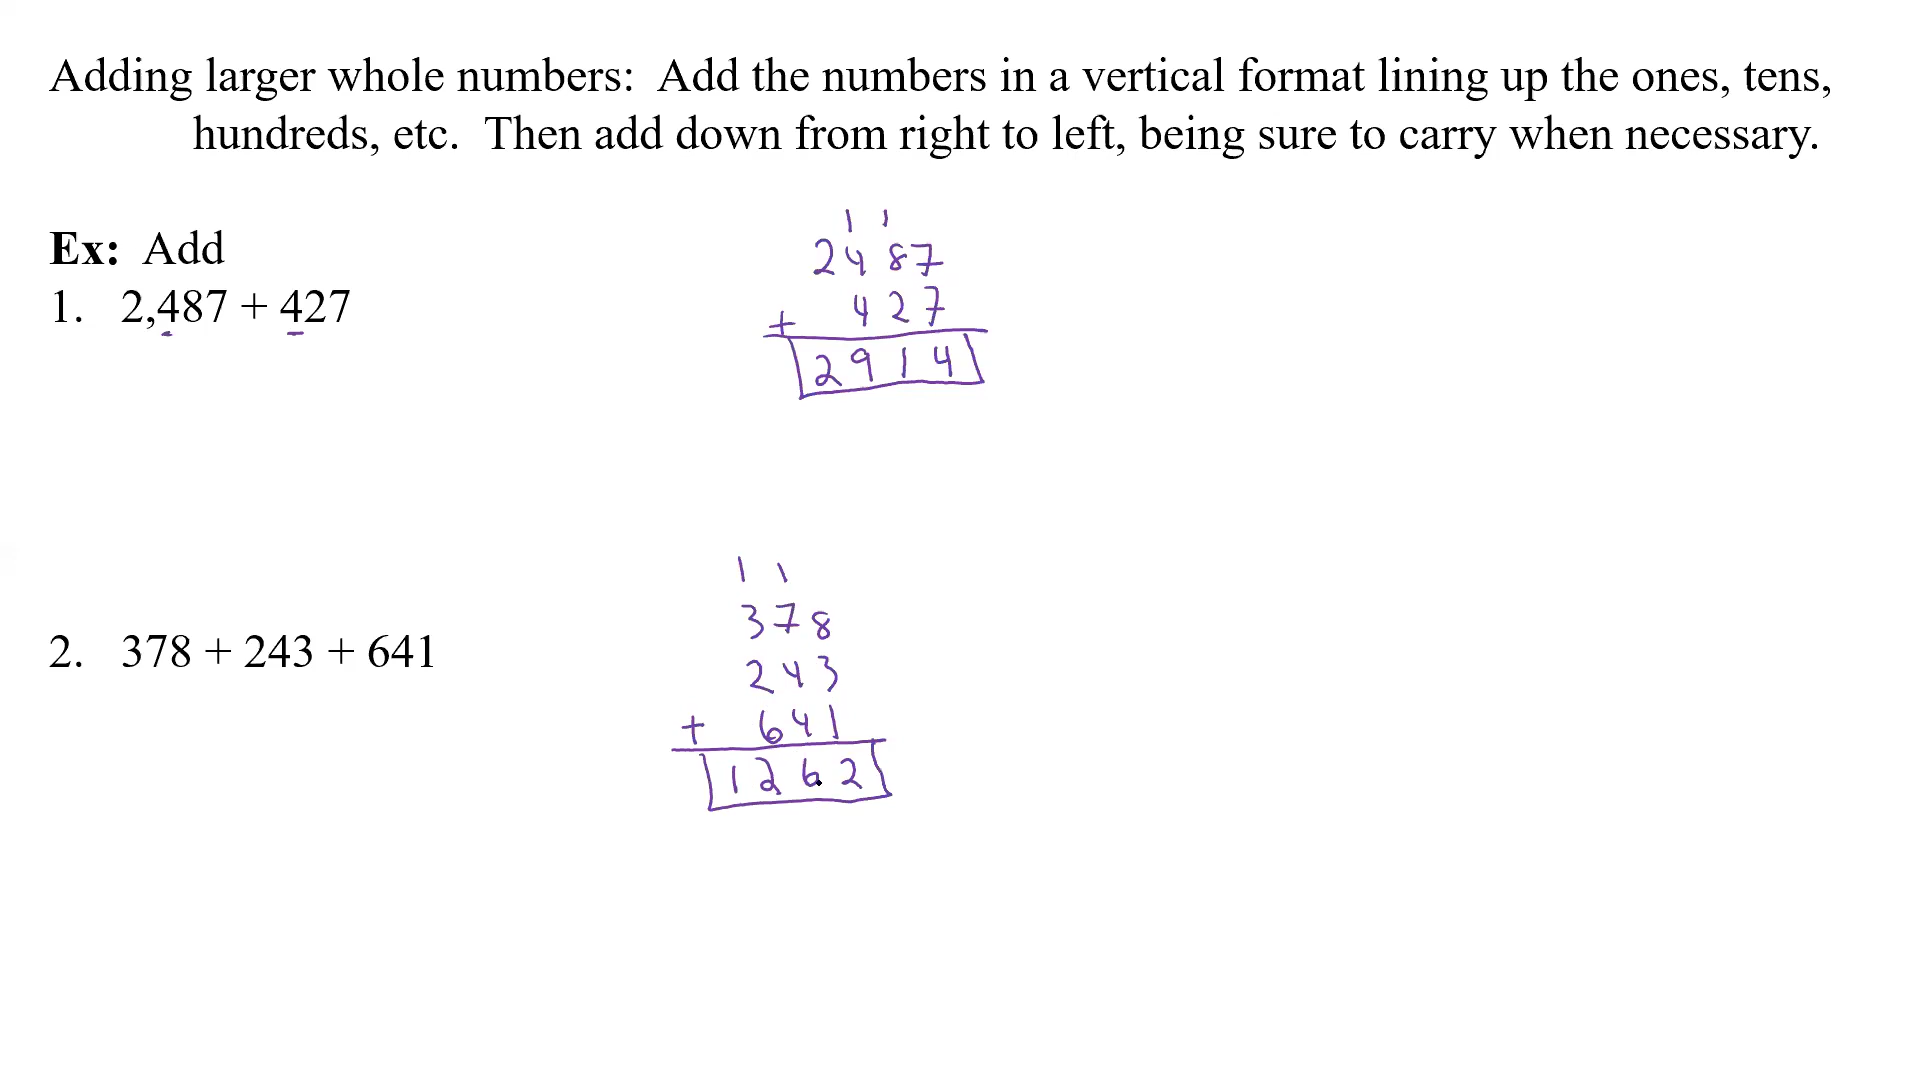 Adding larger whole numbers: Add the numbers in a vertical format lining up the ones, tens,
hundreds, etc. Then add down from right to left, being sure to carry when necessary.
Ex: Add
1. 2,487 + 427
1 1
2487
+ 427
2914
2. 378 + 243 + 641
1 1
378
243
+ 641
1262